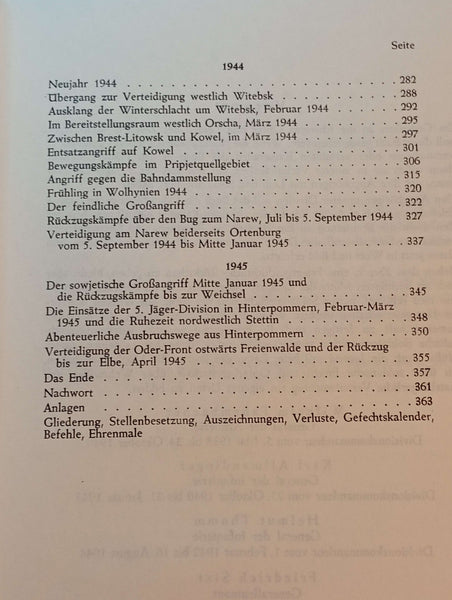 Seite
1944
Neujahr 1944 . . . . . . . . . . . . . . . . . . 282
Übergang zur Verteidigung westlich Witebsk . . . . . . . . 288
Ausklang der Winterschlacht um Witebsk, Februar 1944 . . . . 292
Im Bereitstellungsraum westlich Orscha, März 1944 . . . . . . 295
Zwischen Brest-Litowsk und Kowel, im März 1944 . . . . . . 297
Entsatzangriff auf Kowel . . . . . . . . . . . . . . 301
Bewegungskämpfe im Pripjetquellgebiet . . . . . . . . . . 306
Angriff gegen die Bahndammstellung . . . . . . . . . . . 315
Frühling in Wolhynien 1944 . . . . . . . . . . . . . 320
Der feindliche Großangriff . . . . . . . . . . . . . . 322
Rückzugskämpfe über den Bug zum Narew, Juli bis 5. September 1944 327
Verteidigung am Narew beiderseits Ortenburg
vom 5. September 1944 bis Mitte Januar 1945 . . . . . . . 337
1945
Der sowjetische Großangriff Mitte Januar 1945 und
die Rückzugskämpfe bis zur Weichsel . . . . . . . . . . 345
Die Einsätze der 5. Jäger-Division in Hinterpommern, Februar-März
1945 und die Ruhezeit nordwestlich Stettin . . . . . . . . 348
Abenteuerliche Ausbruchswege aus Hinterpommern . . . . . . 350
Verteidigung der Oder-Front ostwärts Freienwalde und der Rückzug
bis zur Elbe, April 1945 . . . . . . . . . . . . . . 355
Das Ende . . . . . . . . . . . . . . . . . . . 357
Nachwort . . . . . . . . . . . . . . . . . . . 361
Anlagen . . . . . . . . . . . . . . . . . . . 363
Gliederung, Stellenbesetzung, Auszeichnungen, Verluste, Gefechtskalender,
Befehle, Ehrenmale